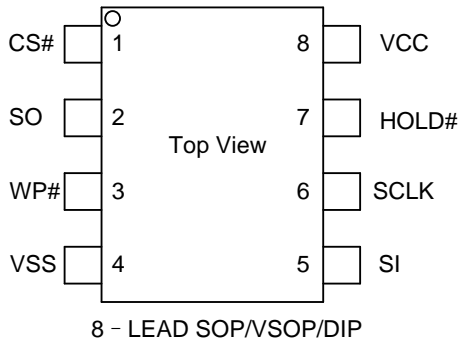 CS# 1 8 VCC
SO 2 7 HOLD#
Top View
WP# 3 6 SCLK
VSS 4 5 SI
8 - LEAD SOP/VSOP/DIP